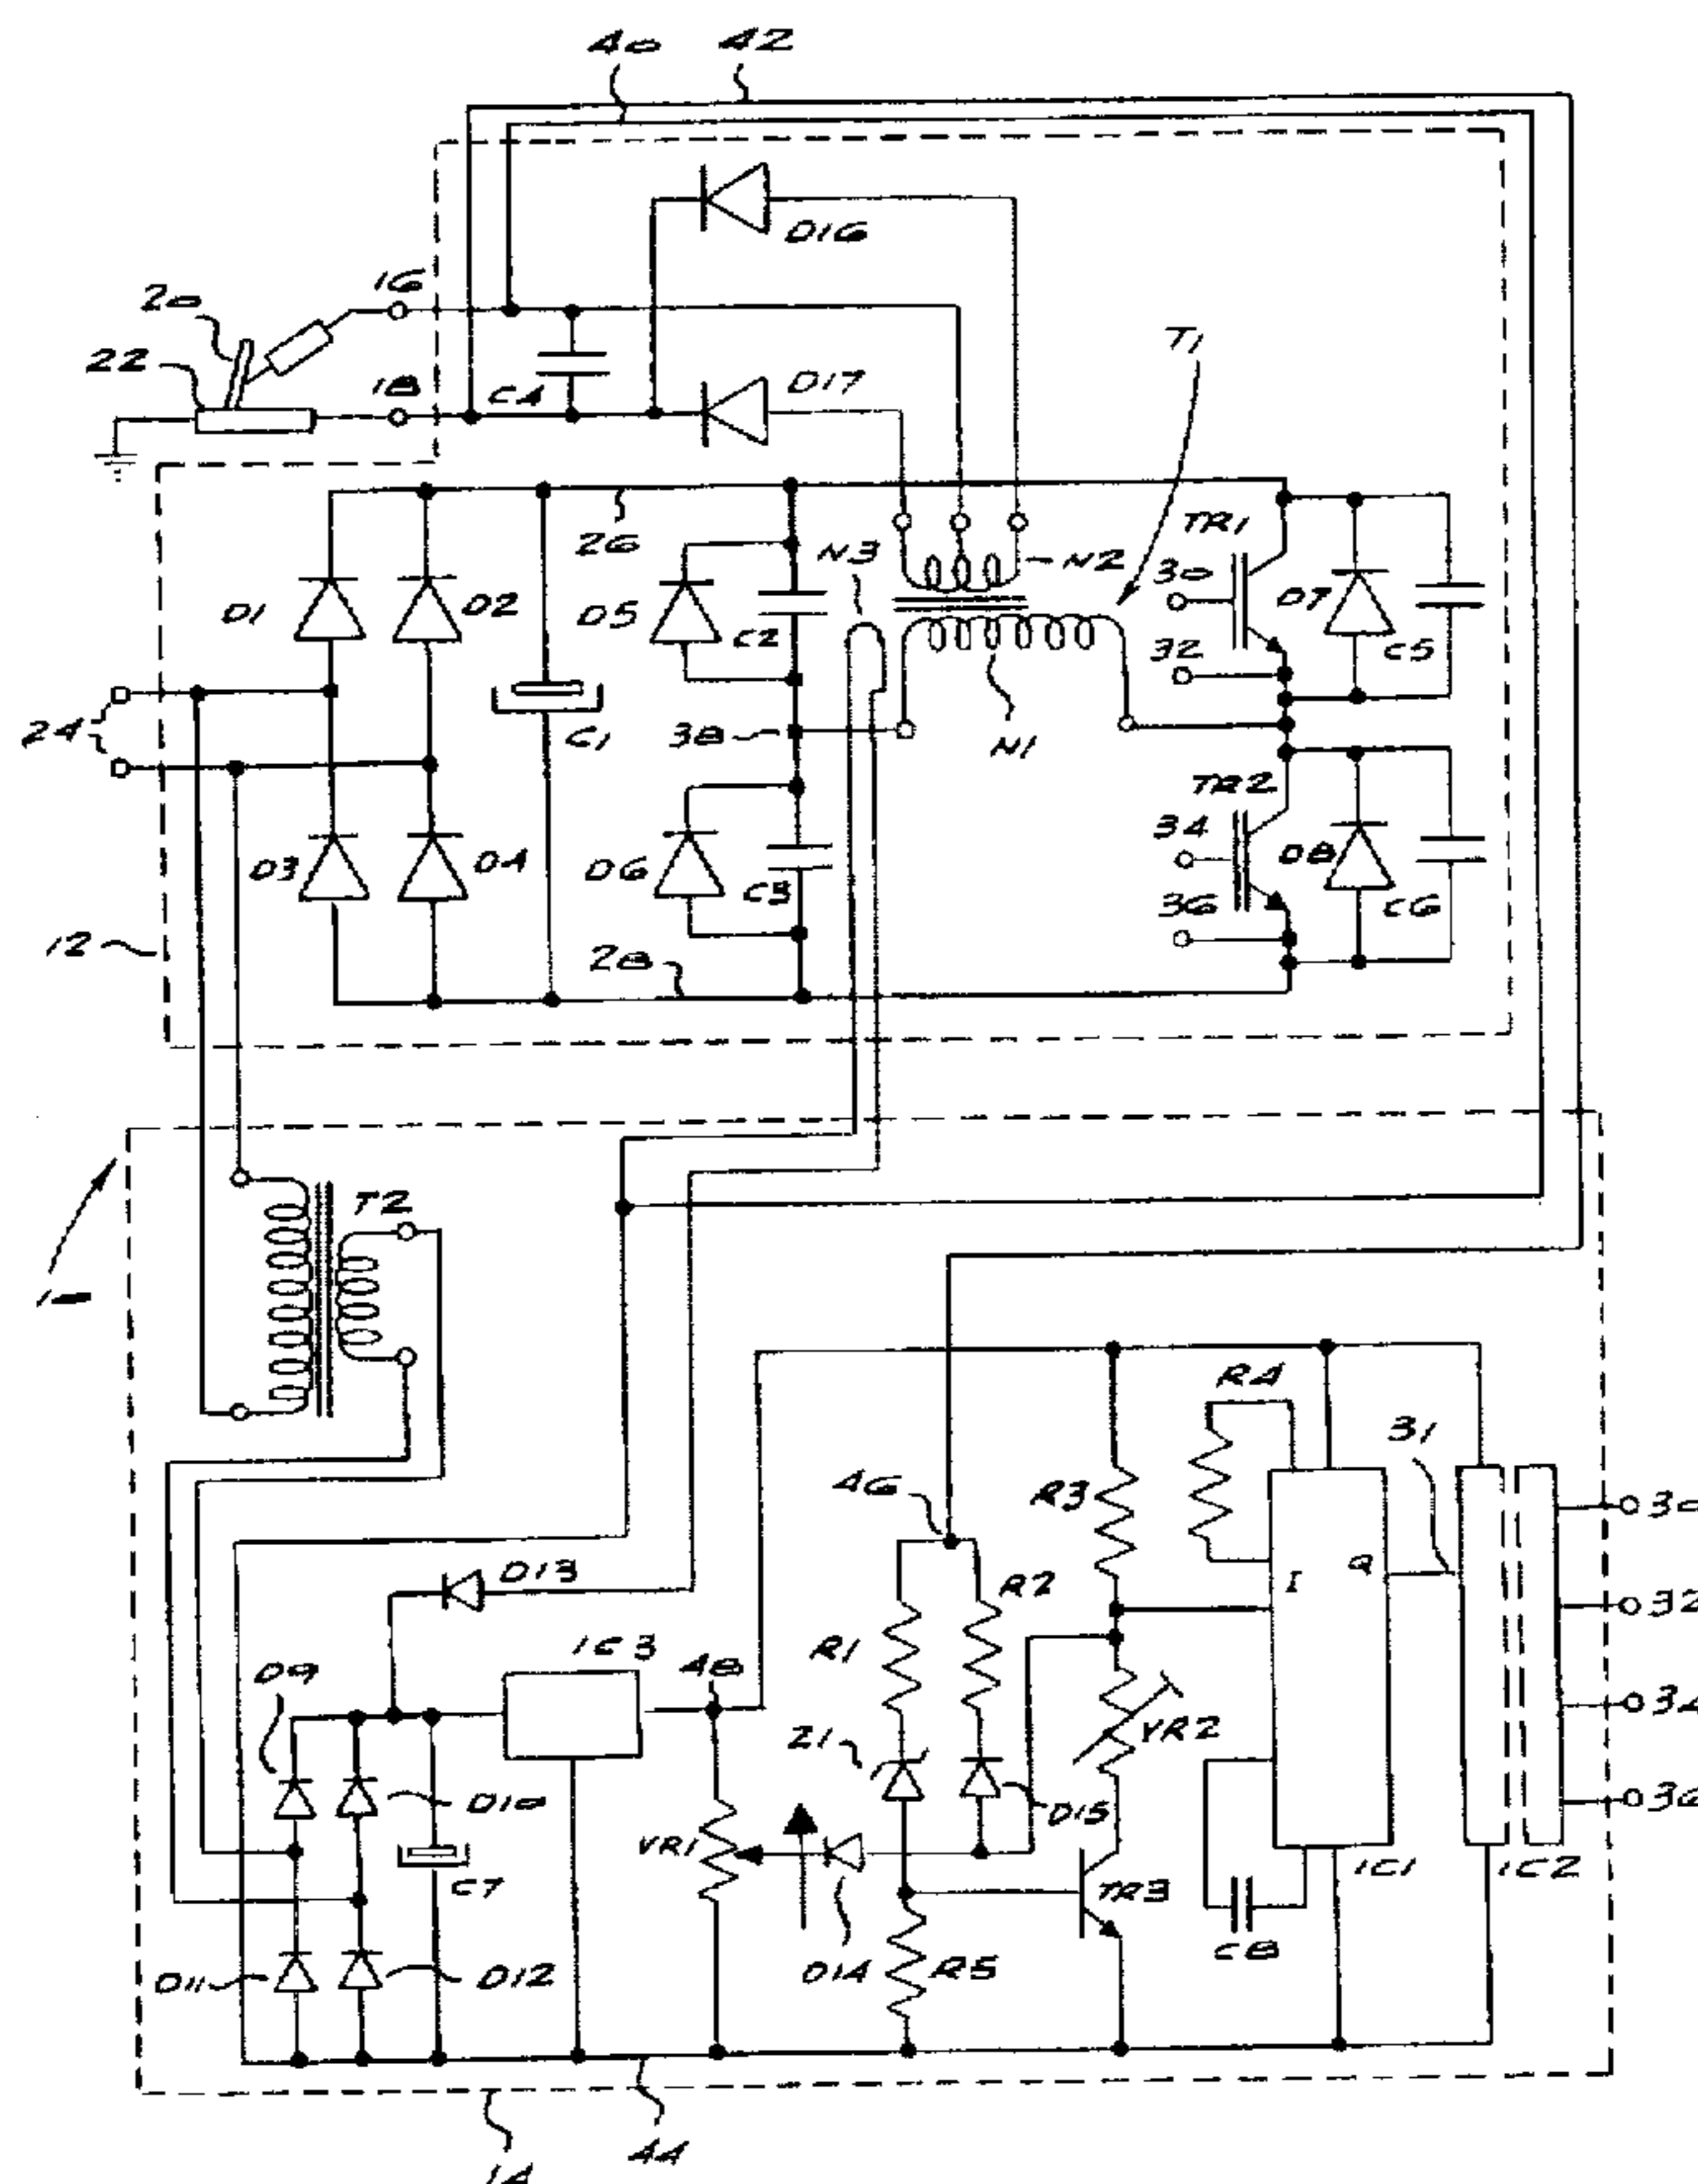 40 42
D16
16
20
T1
22
18 C4 D17
26 N3 N2 TR1
30
D1 D2 D5 C2 D7
32 C5
24 C1 38 N1
TR2
34
D3 D4 D6 C3 D8
36 C6
12 28
T2
1
R4
31
46 R3
30
D13 R2 I Q
IC3 R1 32
D9 48
21 VR2 34
D10 D15
VR1 36
C7 TR3 IC1 IC2
C8
D11 D12 D14 R5
44
14